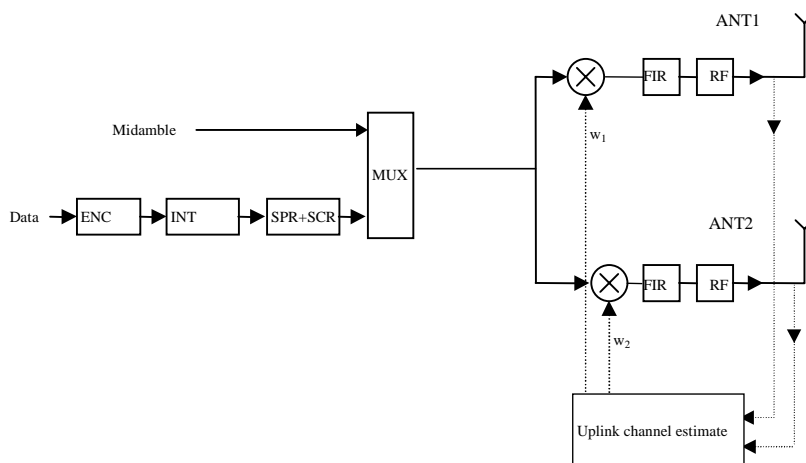 ANT1
FIR
RF
Midamble
w1
MUX
Data
ENC
INT
SPR+SCR
ANT2
FIR
RF
w2
Uplink channel estimate